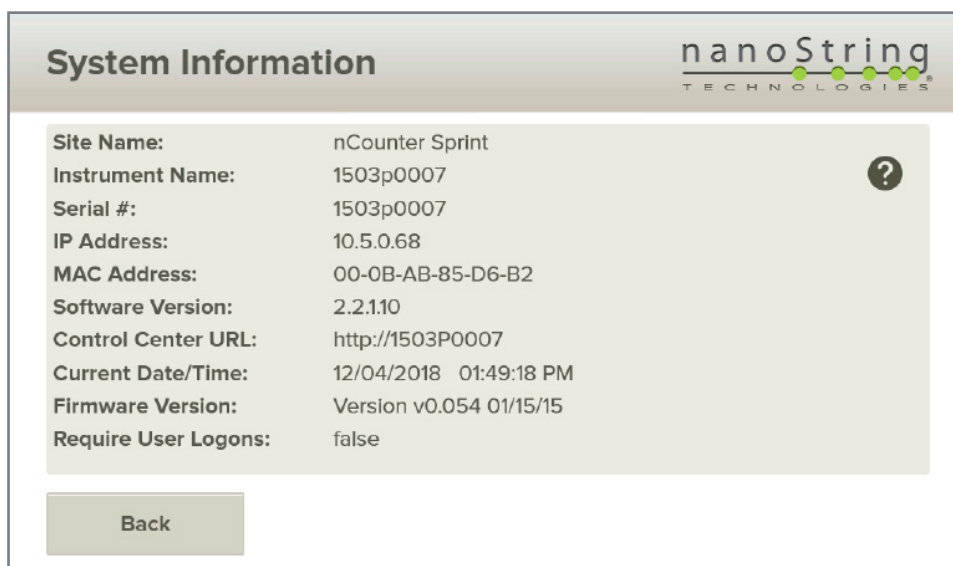 System Information
nanoString
TECHNOLOGIES®
Site Name: nCounter Sprint
Instrument Name: 1503p0007
Serial #: 1503p0007
IP Address: 10.5.0.68
MAC Address: 00-0B-AB-85-D6-B2
Software Version: 2.2.1.10
Control Center URL: http://1503P0007
Current Date/Time: 12/04/2018 01:49:18 PM
Firmware Version: Version v0.054 01/15/15
Require User Logons: false
?
Back